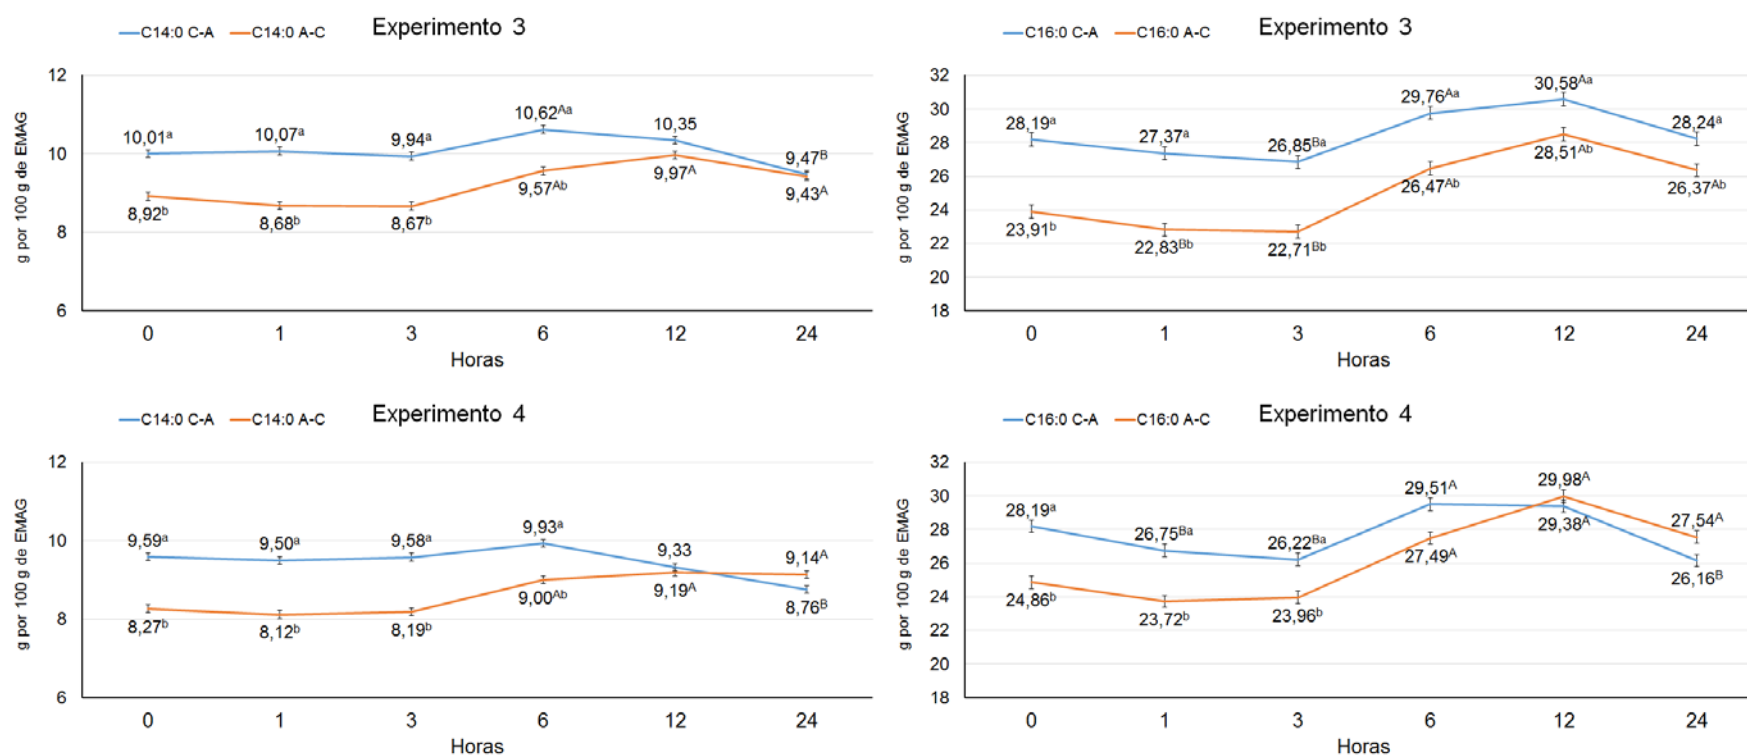 C14:0 C-A C14:0 A-C Experimento 3
g por 100 g de EMAG
12
10
8
6
10,01ᵃ 10,07ᵃ 9,94ᵃ 10,62ᴬᵃ 10,35 9,47ᴮ
8,92ᵇ 8,68ᵇ 8,67ᵇ 9,57ᴬᵇ 9,97ᴬ 9,43ᴬ
0 1 3 6 12 24
Horas
C16:0 C-A C16:0 A-C Experimento 3
g por 100 g de EMAG
32
30
28
26
24
22
20
18
28,19ᵃ 27,37ᵃ 26,85ᴮᵃ 29,76ᴬᵃ 30,58ᴬᵃ 28,24ᵃ
23,91ᵇ 22,83ᴮᵇ 22,71ᴮᵇ 26,47ᴬᵇ 28,51ᴬᵇ 26,37ᴬᵇ
0 1 3 6 12 24
Horas
C14:0 C-A C14:0 A-C Experimento 4
g por 100 g de EMAG
12
10
8
6
9,59ᵃ 9,50ᵃ 9,58ᵃ 9,93ᵃ 9,33 9,14ᴬ
8,27ᵇ 8,12ᵇ 8,19ᵇ 9,00ᴬᵇ 9,19ᴬ 8,76ᴮ
0 1 3 6 12 24
Horas
C16:0 C-A C16:0 A-C Experimento 4
g por 100 g de EMAG
32
30
28
26
24
22
20
18
28,19ᵃ 26,75ᴮᵃ 26,22ᴮᵃ 29,51ᴬ 29,98ᴬ 27,54ᴬ
24,86ᵇ 23,72ᵇ 23,96ᵇ 27,49ᴬ 29,38ᴬ 26,16ᴮ
0 1 3 6 12 24
Horas